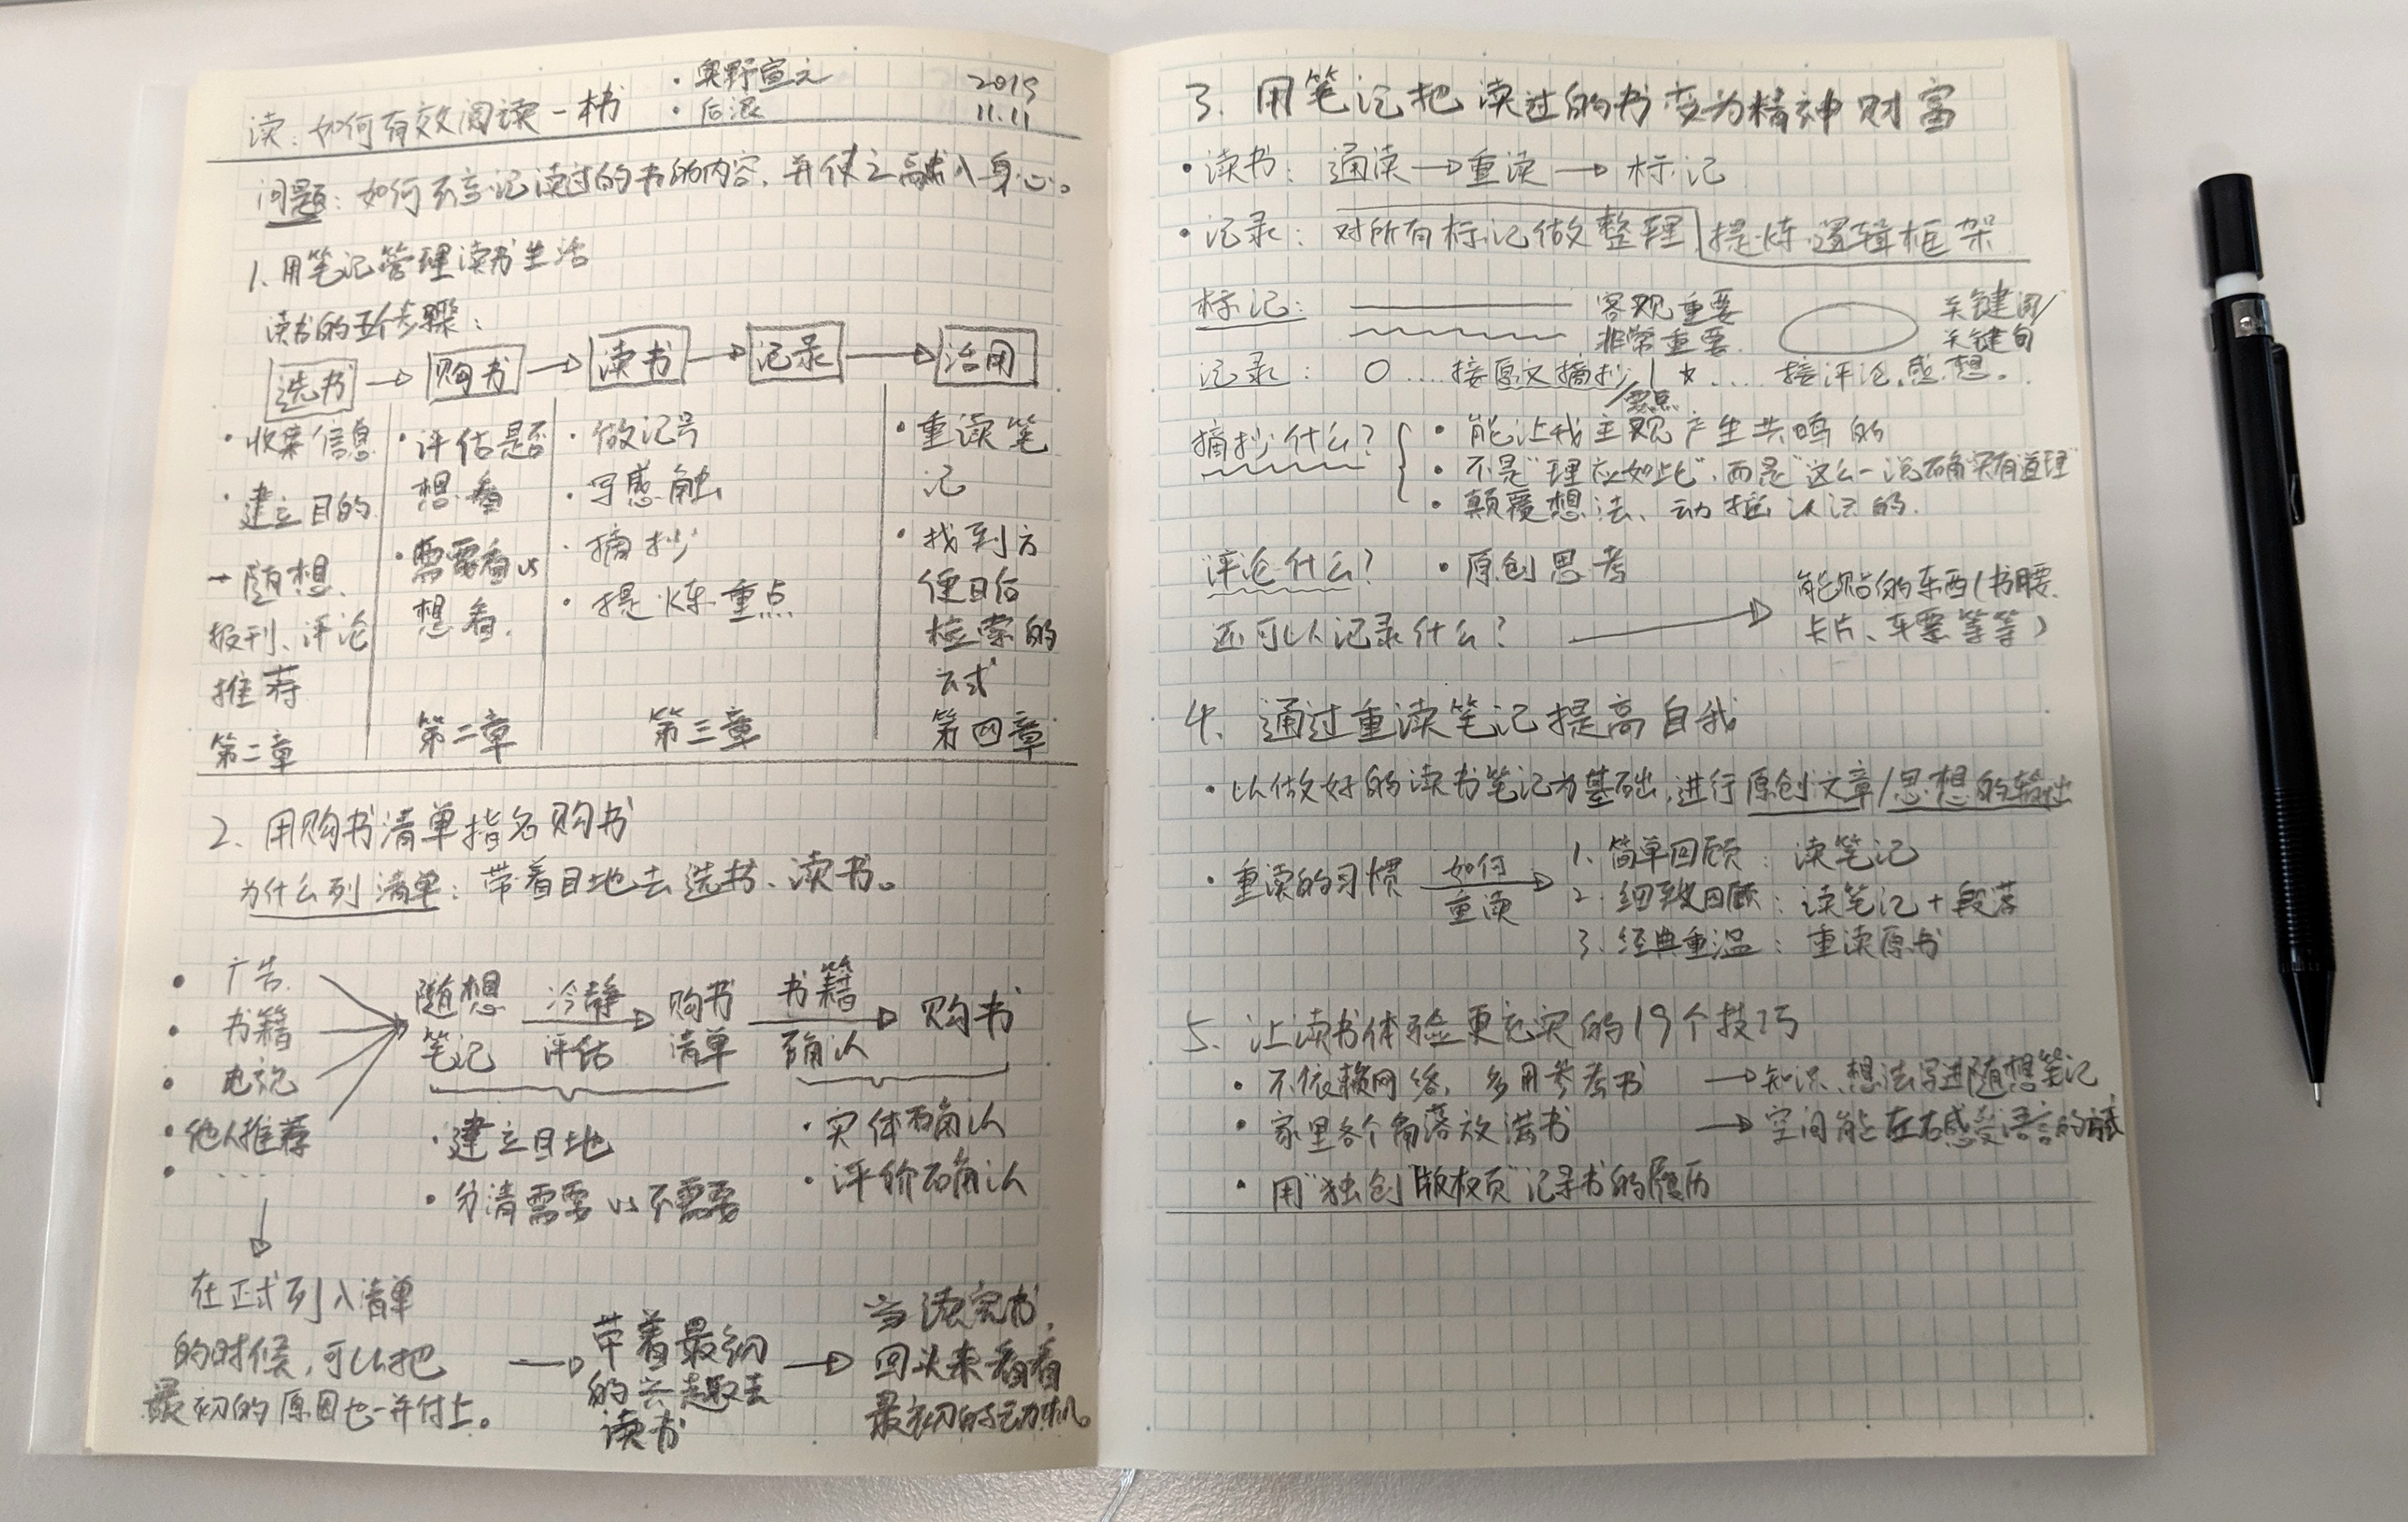 读:如何有效阅读一本书
·奥野宣之
·后浪
2019
11.11
问题:如何不忘记读过的书的内容,并使之融入身心。
1.用笔记管理读书生活
读书的五个步骤:
选书→购书→读书→记录→活用
·收集信息
·建立目的
→随想、
报刊、评论
推荐
第二章
·评估是否
想看
·需要看vs
想看.
第二章
·做记号
·写感触
·摘抄
·提炼重点
第三章
·重读笔
记
·找到方
便日后
检索的
方式
第四章
2.用购书清单指名购书
为什么列清单:带着目地去选书、读书。
·广告
·书籍
·电视
·他人推荐
·....
随想
笔记
冷静
评估
购书
清单
书籍
确认
购书
·建立目地
·分清需要vs不需要
·实体确认
·评价确认
在正式列入清单
的时候,可以把
最初的原因也一并付上。
→带着最初
的兴趣去
读书
→当读完书,
回头来看看
最初的动机。
3.用笔记把读过的书变为精神财富
·读书:通读→重读→标记
·记录:对所有标记做整理 提炼逻辑框架
标记: 客观重要
非常重要
关键词/
关键句
记录:〇....接原文摘抄/要点 | ☆....接评论、感想。
摘抄什么?
·能让我主观产生共鸣的
·不是"理应如此",而是"这么一说确实有道理"
·颠覆想法、动摇认识的.
评论什么? ·原创思考
还可以记录什么?
→能贴的东西(书腰、
卡片、车票等等)
4.通过重读笔记提高自我
·以做好的读书笔记为基础,进行原创文章/思想的输出
·重读的习惯 如何
重读
1.简单回顾:读笔记
2.细致回顾:读笔记+段落
3.经典重温:重读原书
5.让读书体验更充实的19个技巧
·不依赖网络,多用参考书 →知识、想法写进随想笔记
·家里各个角落放满书 →空间能左右感受语言的
·用"独创"版权页"记录书的履历